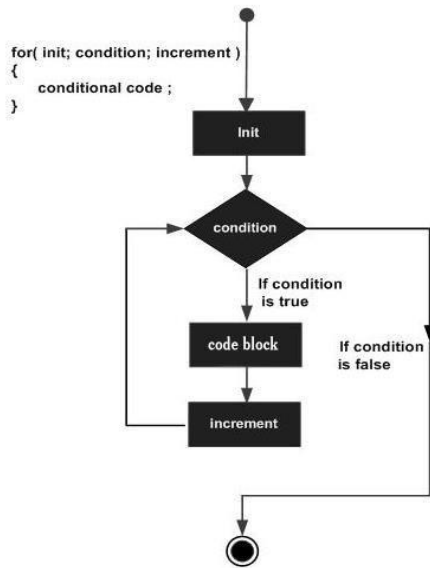 for( init; condition; increment )
{
conditional code ;
}
Init
condition
If condition
is true
code block
If condition
is false
increment